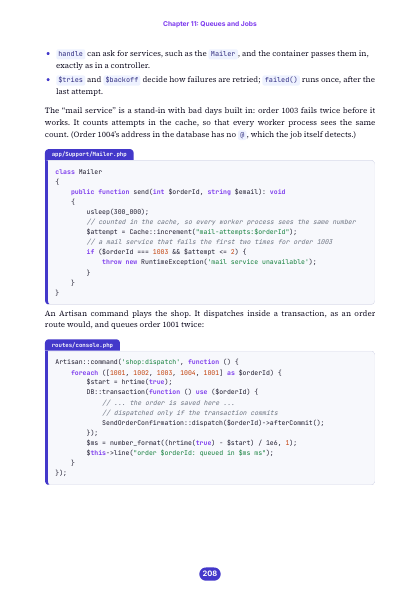 Chapter 11: Queues and Jobs
• handle can ask for services, such as the Mailer, and the container passes them in,
exactly as in a controller.
• $tries and $backoff decide how failures are retried; failed() runs once, after the
last attempt.
The “mail service” is a stand-in with bad days built in: order 1003 fails twice before it
works. It counts attempts in the cache, so that every worker process sees the same
count. (Order 1004’s address in the database has no @, which the job itself detects.)
app/Support/Mailer.php
class Mailer
{
    public function send(int $orderId, string $email): void
    {
        usleep(300_000);
        // counted in the cache, so every worker process sees the same number
        $attempt = Cache::increment("mail-attempts:$orderId");
        // a mail service that fails the first two times for order 1003
        if ($orderId === 1003 && $attempt <= 2) {
            throw new RuntimeException('mail service unavailable');
        }
    }
}
An Artisan command plays the shop. It dispatches inside a transaction, as an order
route would, and queues order 1001 twice:
routes/console.php
Artisan::command('shop:dispatch', function () {
    foreach ([1001, 1002, 1003, 1004, 1001] as $orderId) {
        $start = hrtime(true);
        DB::transaction(function () use ($orderId) {
            // ... the order is saved here ...
            // dispatched only if the transaction commits
            SendOrderConfirmation::dispatch($orderId)->afterCommit();
        });
        $ms = number_format((hrtime(true) - $start) / 1e6, 1);
        $this->line("order $orderId: queued in $ms ms");
    }
});
208